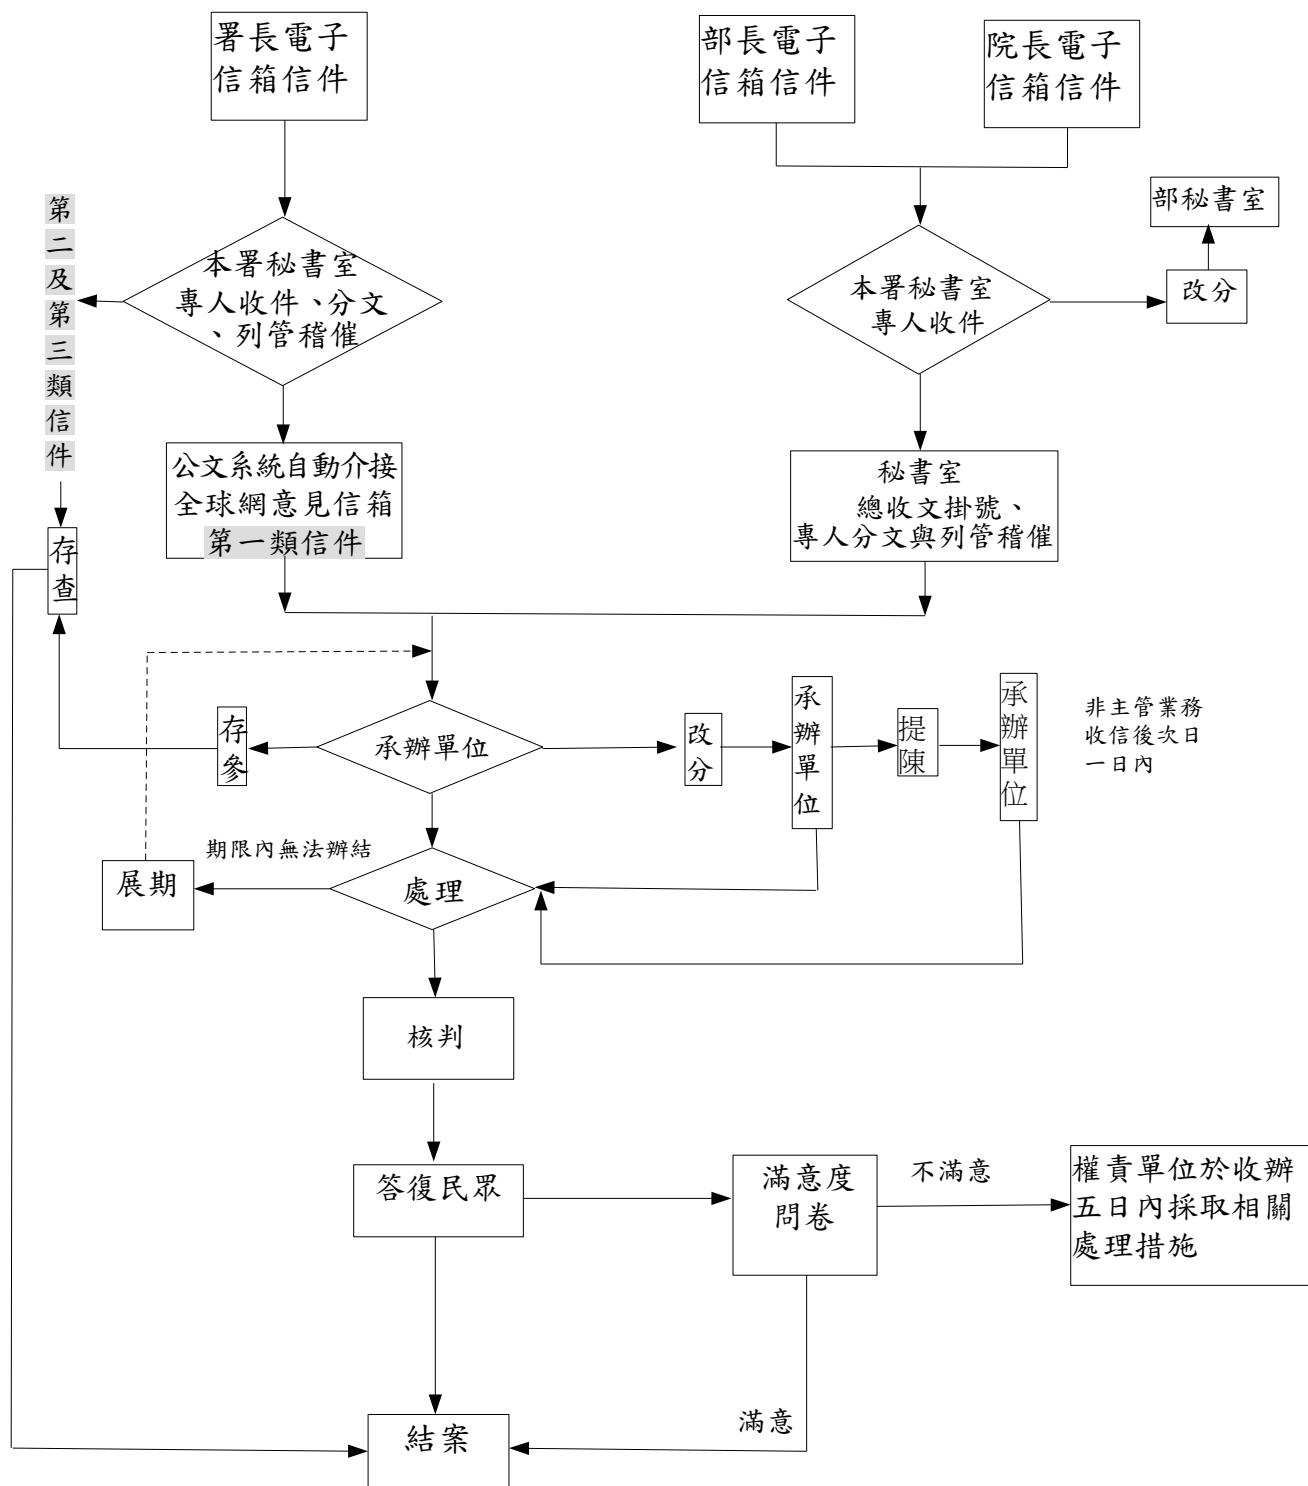 署長電子
信箱信件
部長電子
信箱信件
院長電子
信箱信件
部秘書室
改分
第二及第三類信件
本署秘書室
專人收件、分文
、列管稽催
本署秘書室
專人收件
公文系統自動介接
全球網意見信箱
第一類信件
秘書室
總收文掛號、
專人分文與列管稽催
存查
存參
承辦單位
改分
承辦單位
提陳
承辦單位
非主管業務
收信後次日
一日內
期限內無法辦結
展期
處理
核判
答復民眾
滿意度
問卷
不滿意
權責單位於收辦
五日內採取相關
處理措施
滿意
結案